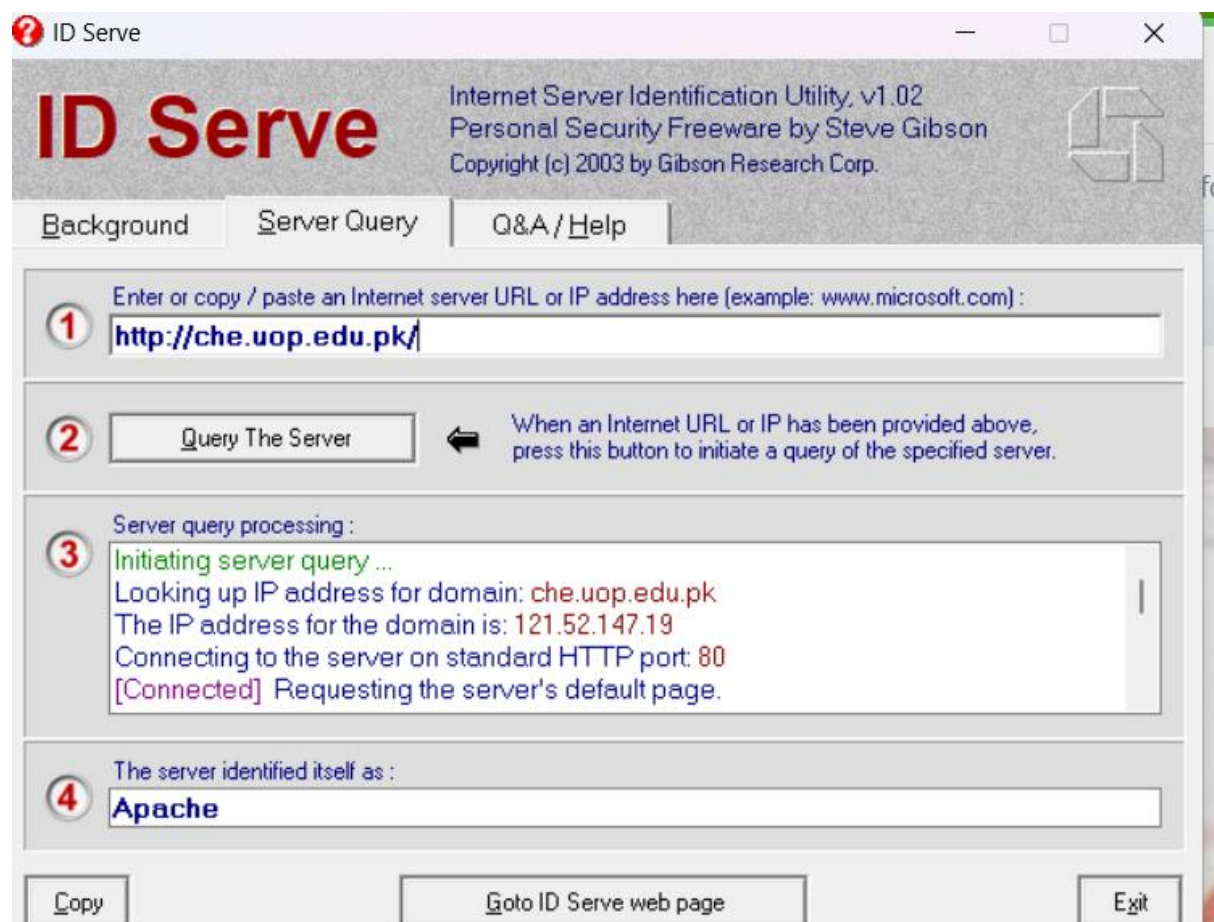 ID Serve
ID Serve
Internet Server Identification Utility, v1.02
Personal Security Freeware by Steve Gibson
Copyright (c) 2003 by Gibson Research Corp.
Background
Server Query
Q&A / Help
1
Enter or copy / paste an Internet server URL or IP address here (example: www.microsoft.com) :
http://che.uop.edu.pk/
2
Query The Server
When an Internet URL or IP has been provided above,
press this button to initiate a query of the specified server.
3
Server query processing :
Initiating server query ...
Looking up IP address for domain: che.uop.edu.pk
The IP address for the domain is: 121.52.147.19
Connecting to the server on standard HTTP port: 80
[Connected] Requesting the server's default page.
4
The server identified itself as :
Apache
Copy
Goto ID Serve web page
Exit